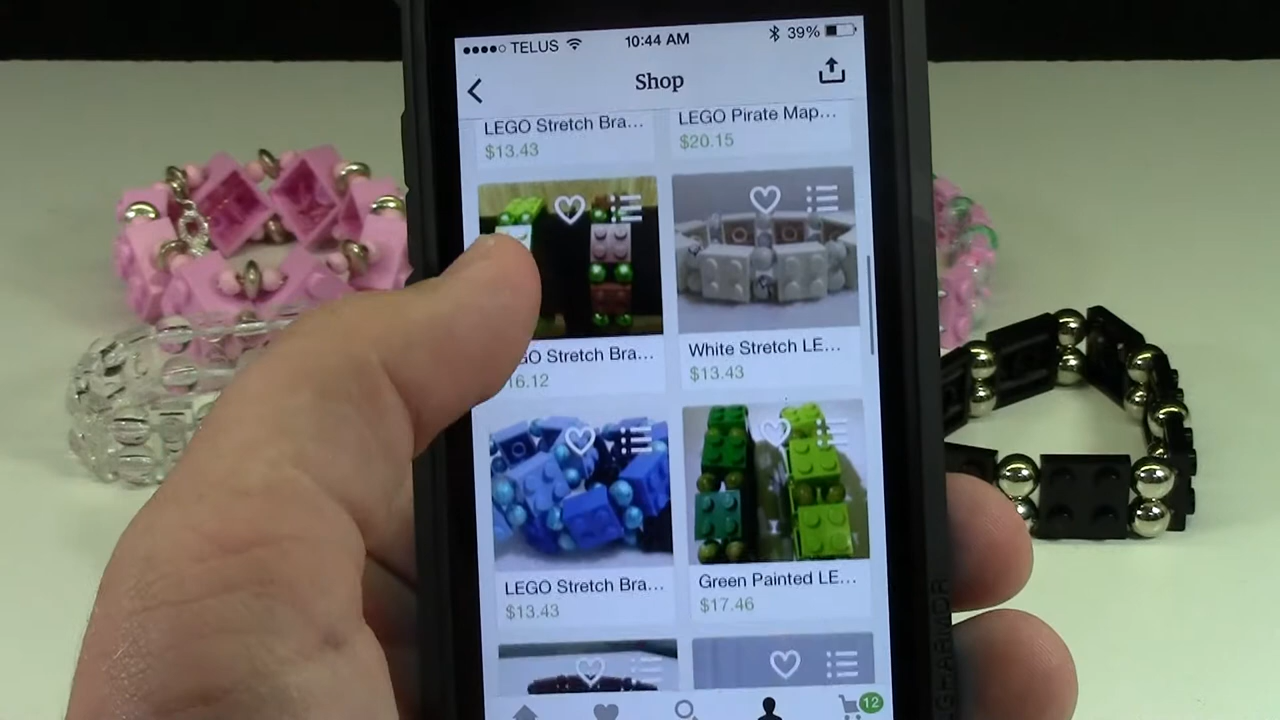 TELUS 10:44 AM 39%
Shop
LEGO Stretch Bra... LEGO Pirate Map...
$13.43 $20.15
Stretch Bra... White Stretch LE...
16.12 $13.43
LEGO Stretch Bra... Green Painted LE...
$13.43 $17.46
12